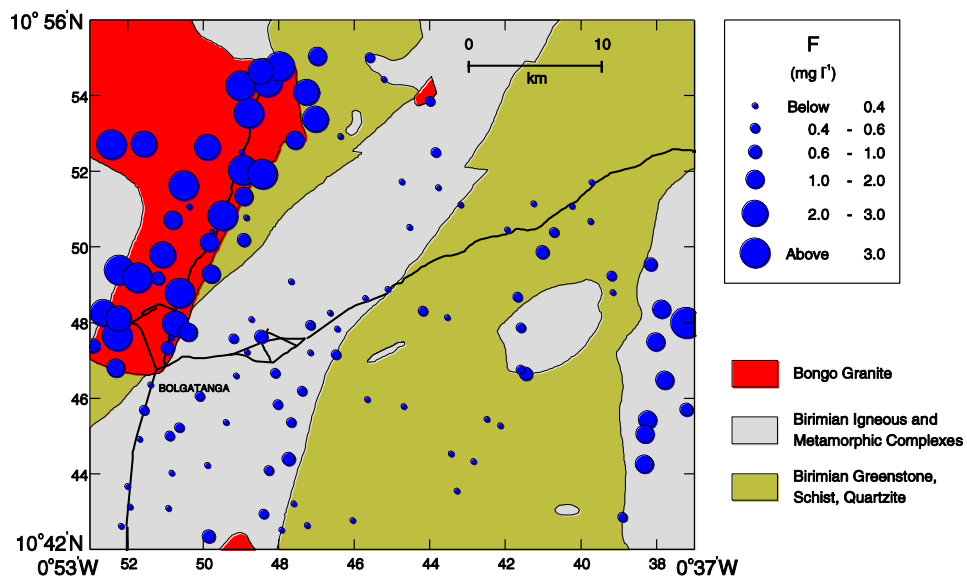 10° 56'N
54
52
50
48
46
44
10° 42'N
0° 53'W
52
50
48
46
44
42
40
38
0° 37'W
0
10
km
BOLGATANGA
F
(mg l⁻¹)
Below 0.4
0.4 - 0.6
0.6 - 1.0
1.0 - 2.0
2.0 - 3.0
Above 3.0
Bongo Granite
Birimian Igneous and
Metamorphic Complexes
Birimian Greenstone,
Schist, Quartzite